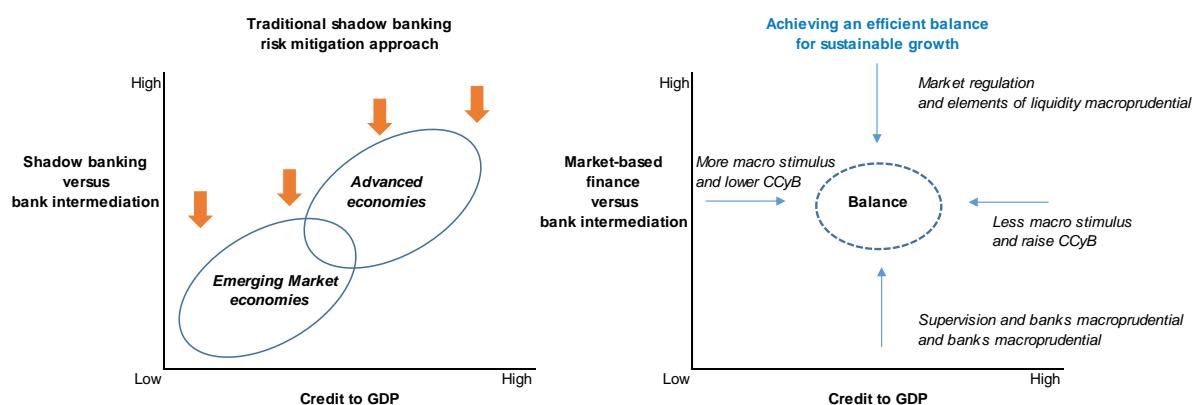 Traditional shadow banking
risk mitigation approach
High
Shadow banking
versus
bank intermediation
Advanced
economies
Emerging Market
economies
Low
High
Credit to GDP
Achieving an efficient balance
for sustainable growth
High
Market regulation
and elements of liquidity macroprudential
Market-based
finance
versus
bank intermediation
More macro stimulus
and lower CCyB
Balance
Less macro stimulus
and raise CCyB
Supervision and banks macroprudential
and banks macroprudential
Low
High
Credit to GDP